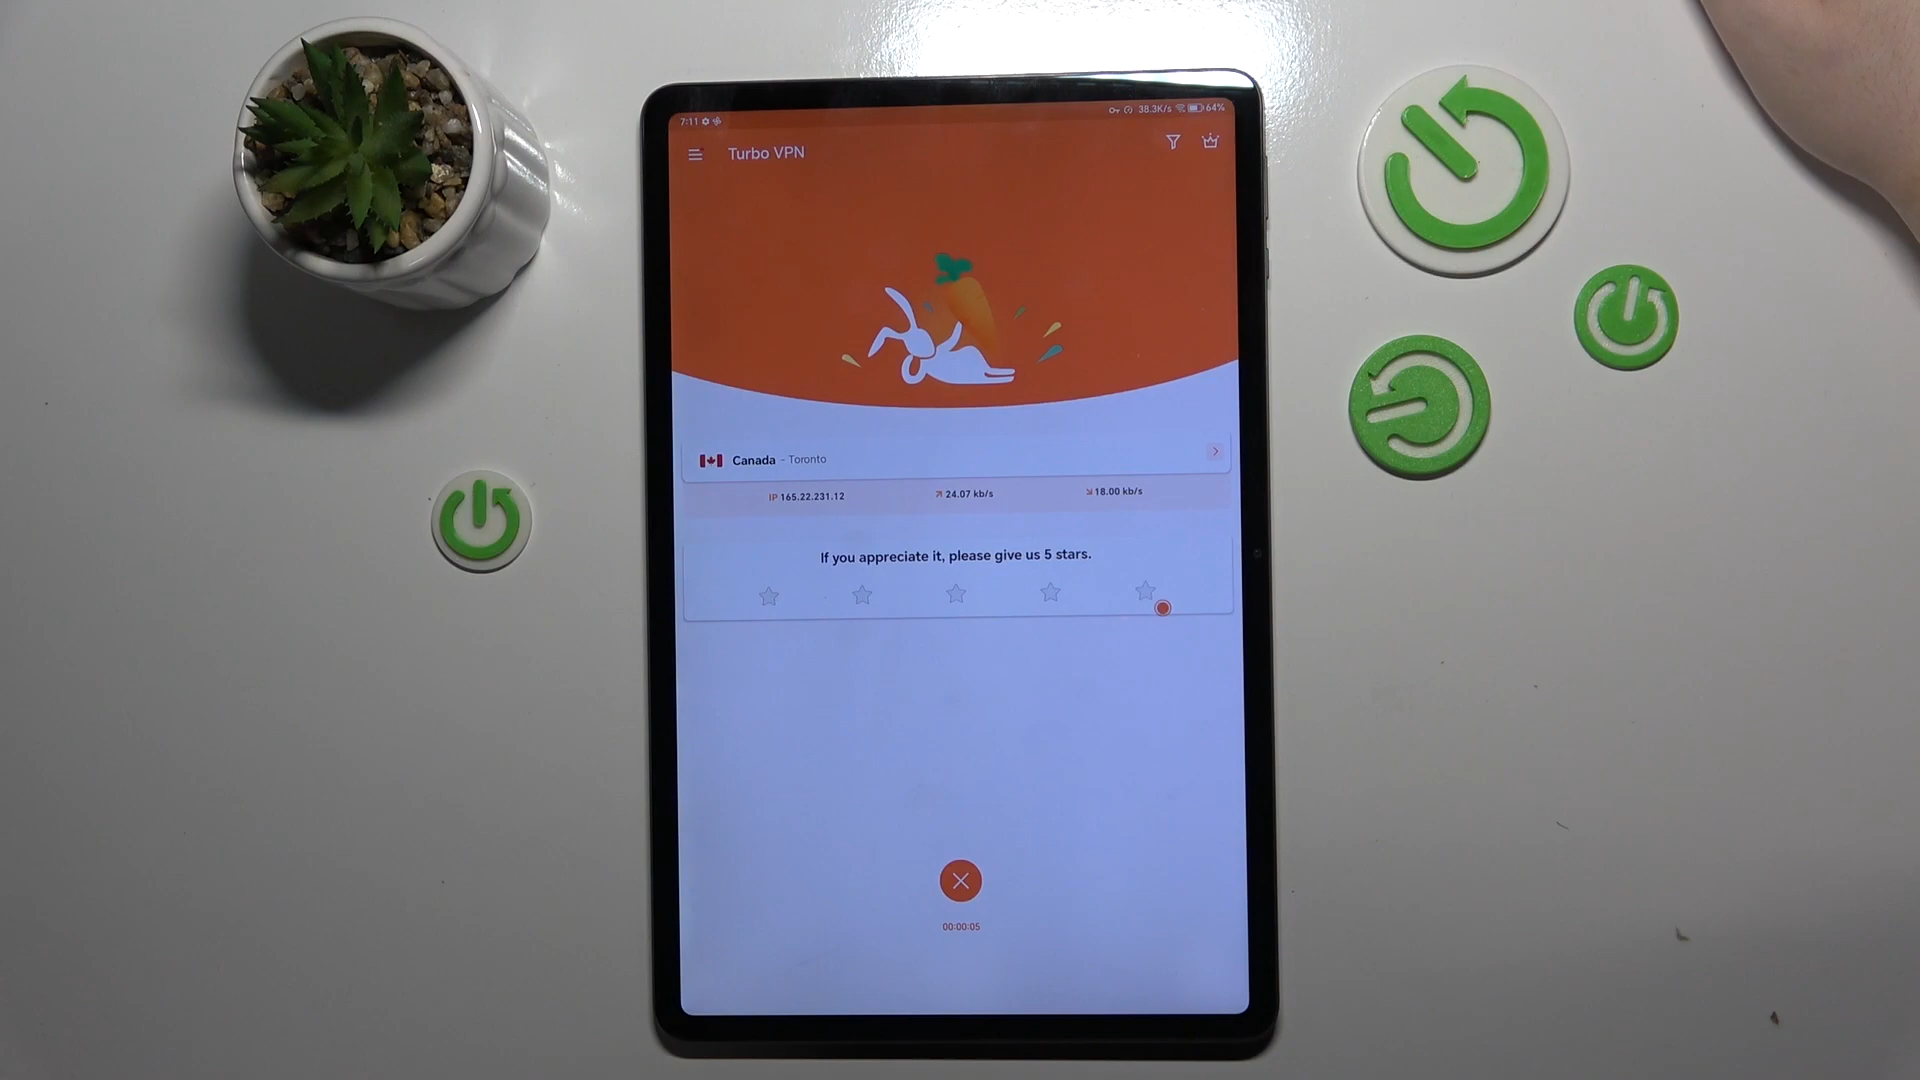 7:11
38.3K/s 64%
Turbo VPN
Canada - Toronto
IP 165.22.231.12
24.07 kb/s
18.00 kb/s
If you appreciate it, please give us 5 stars.
00:00:05